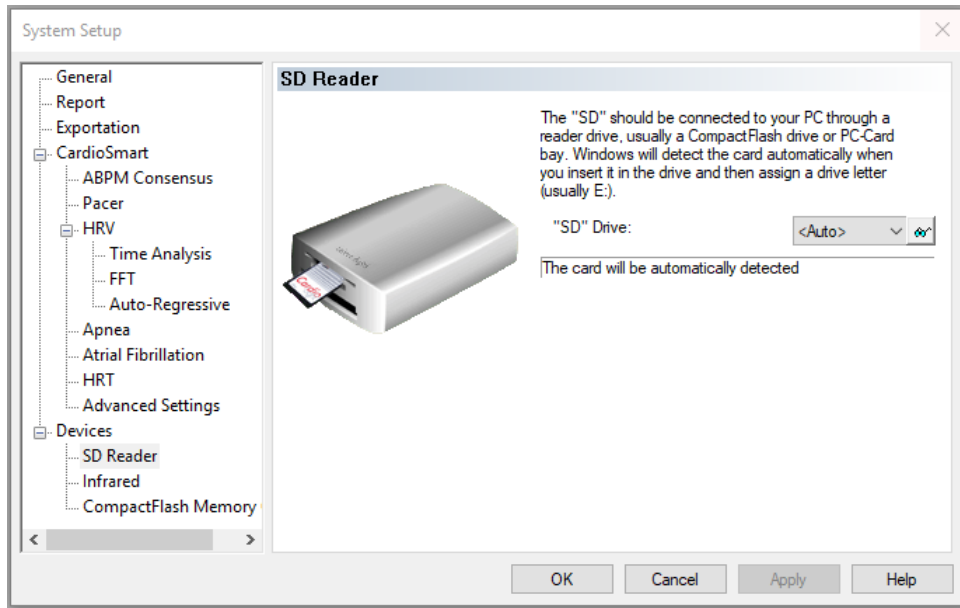 System Setup
General
Report
Exportation
CardioSmart
ABPM Consensus
Pacer
HRV
Time Analysis
FFT
Auto-Regressive
Apnea
Atrial Fibrillation
HRT
Advanced Settings
Devices
SD Reader
Infrared
CompactFlash Memory
SD Reader
The "SD" should be connected to your PC through a
reader drive, usually a CompactFlash drive or PC-Card
bay. Windows will detect the card automatically when
you insert it in the drive and then assign a drive letter
(usually E:).
"SD" Drive:
<Auto>
The card will be automatically detected
Cardio
OK
Cancel
Apply
Help